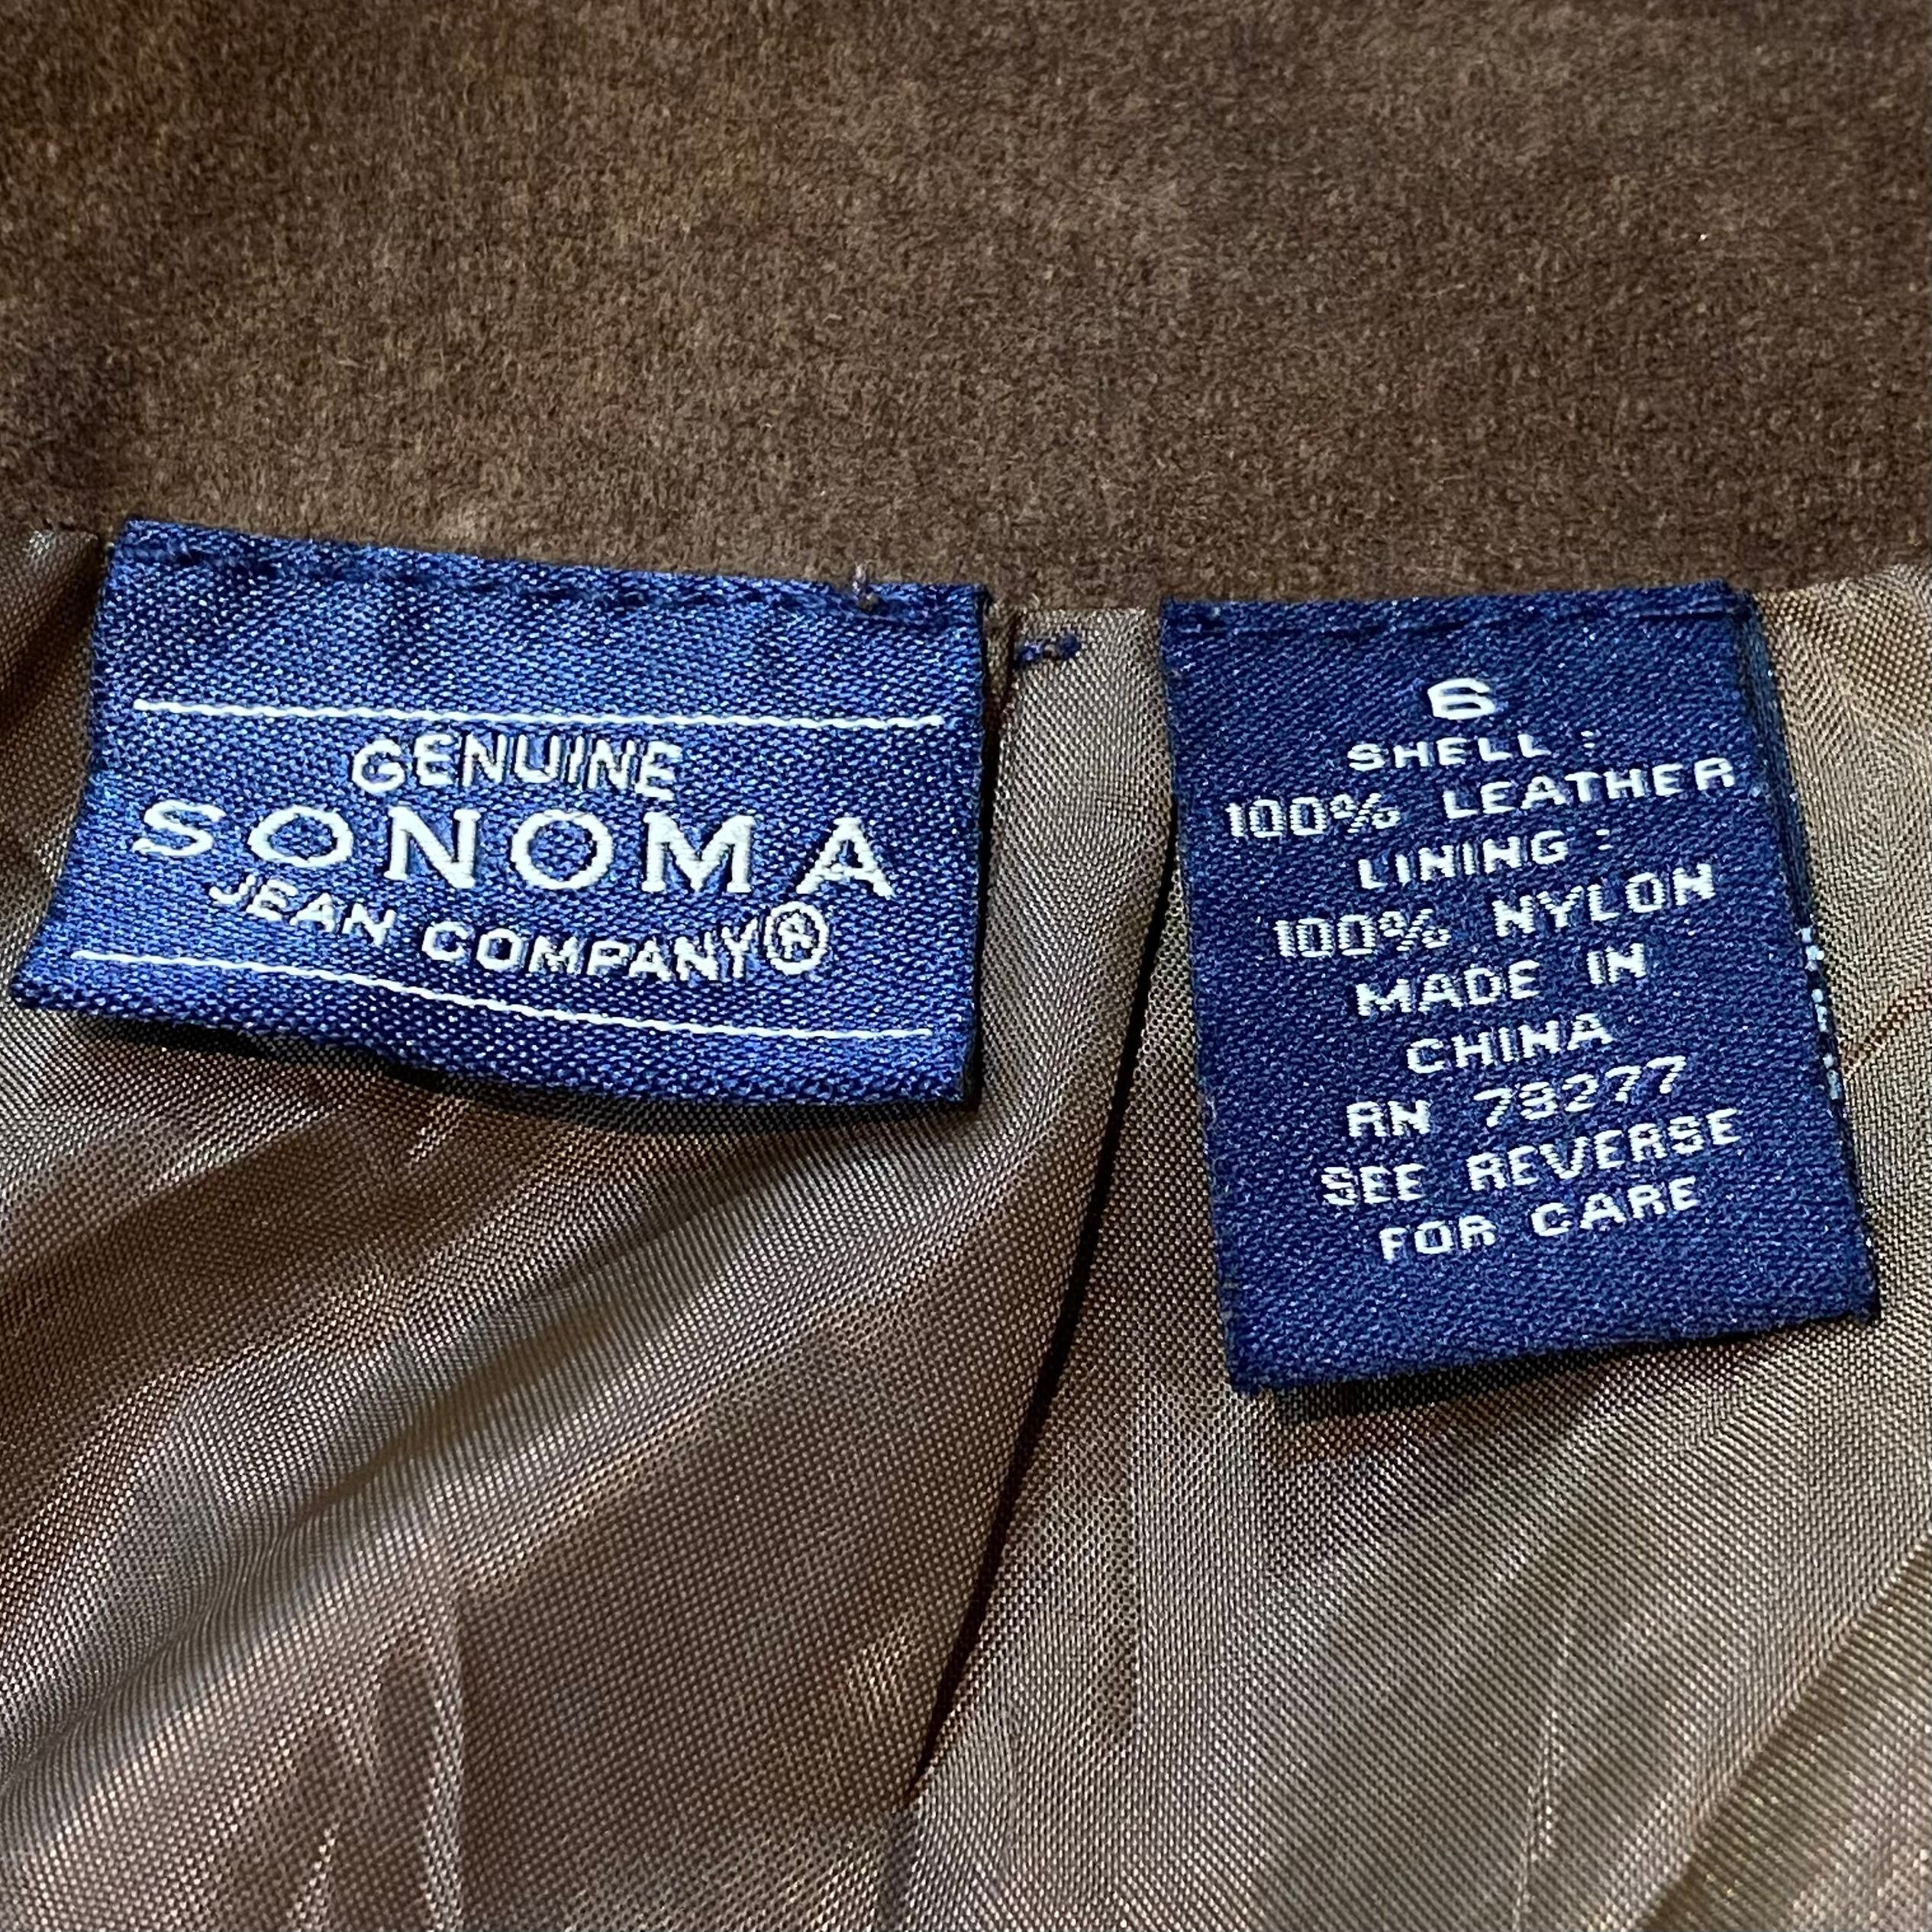 GENUINE
SONOMA
JEAN COMPANY®
6
SHELL :
100% LEATHER
LINING :
100% NYLON
MADE IN
CHINA
RN 73277
SEE REVERSE
FOR CARE